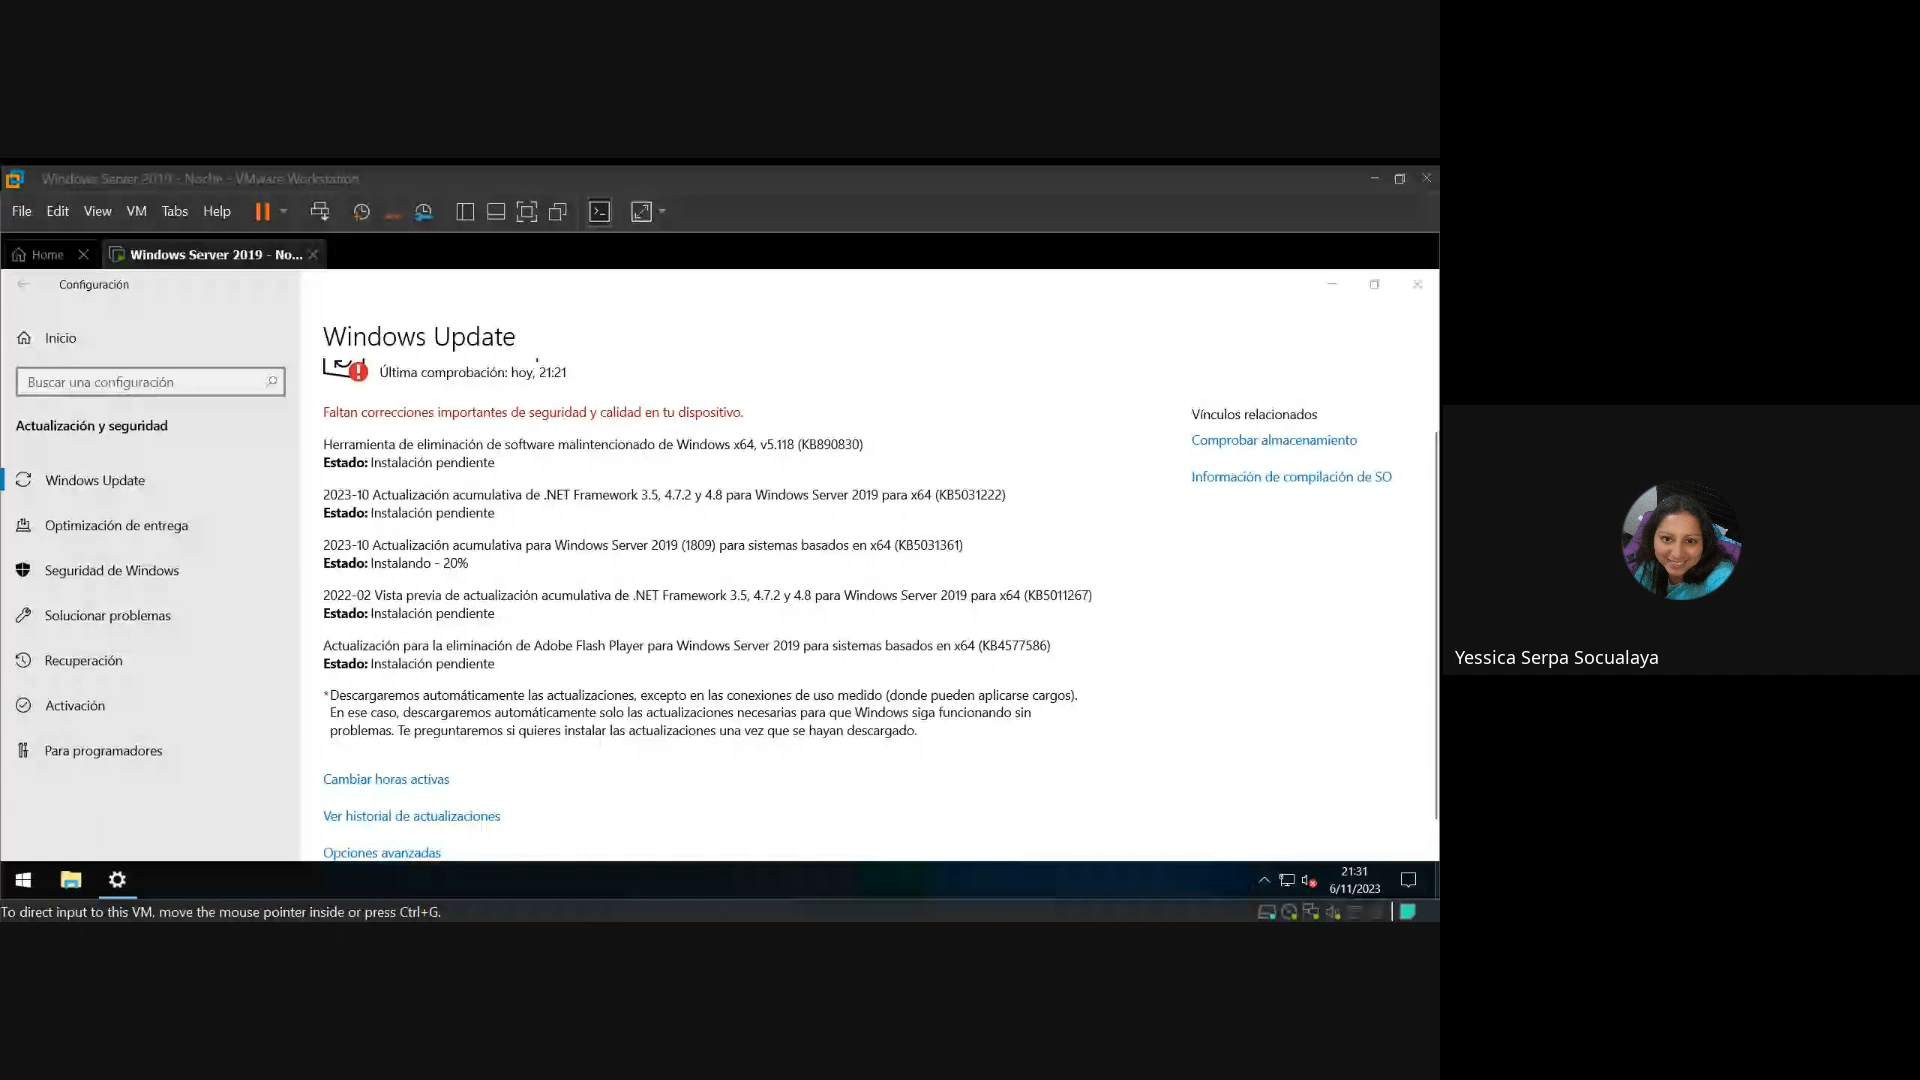 Windows Server 2019 - Noche - VMware Workstation
File Edit View VM Tabs Help
Home
Windows Server 2019 - No...
Configuración
Inicio
Buscar una configuración
Actualización y seguridad
Windows Update
Optimización de entrega
Seguridad de Windows
Solucionar problemas
Recuperación
Activación
Para programadores
Windows Update
Última comprobación: hoy, 21:21
Faltan correcciones importantes de seguridad y calidad en tu dispositivo.
Herramienta de eliminación de software malintencionado de Windows x64, v5.118 (KB890830)
Estado: Instalación pendiente
2023-10 Actualización acumulativa de .NET Framework 3.5, 4.7.2 y 4.8 para Windows Server 2019 para x64 (KB5031222)
Estado: Instalación pendiente
2023-10 Actualización acumulativa para Windows Server 2019 (1809) para sistemas basados en x64 (KB5031361)
Estado: Instalando - 20%
2022-02 Vista previa de actualización acumulativa de .NET Framework 3.5, 4.7.2 y 4.8 para Windows Server 2019 para x64 (KB5011267)
Estado: Instalación pendiente
Actualización para la eliminación de Adobe Flash Player para Windows Server 2019 para sistemas basados en x64 (KB4577586)
Estado: Instalación pendiente
*Descargaremos automáticamente las actualizaciones, excepto en las conexiones de uso medido (donde pueden aplicarse cargos).
En ese caso, descargaremos automáticamente solo las actualizaciones necesarias para que Windows siga funcionando sin
problemas. Te preguntaremos si quieres instalar las actualizaciones una vez que se hayan descargado.
Cambiar horas activas
Ver historial de actualizaciones
Opciones avanzadas
Vínculos relacionados
Comprobar almacenamiento
Información de compilación de SO
21:31
6/11/2023
To direct input to this VM, move the mouse pointer inside or press Ctrl+G.
Yessica Serpa Socualaya